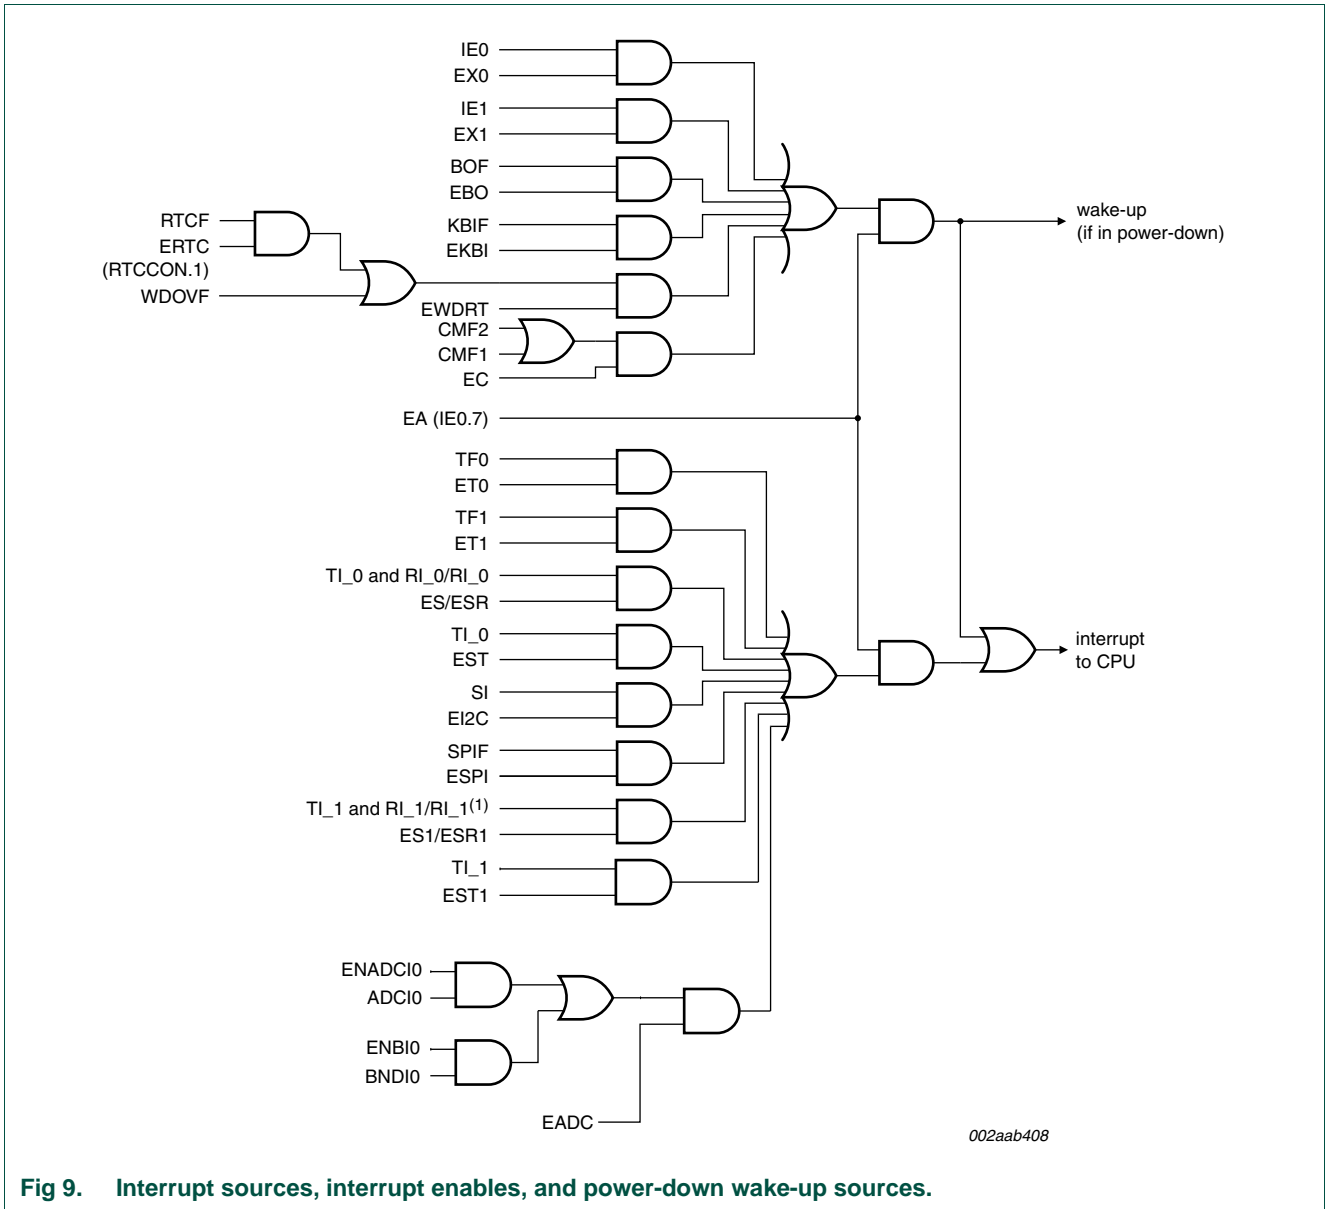 IE0
EX0
IE1
EX1
BOF
EBO
RTCF
KBIF
ERTC
EKBI
(RTCCON.1)
WDOVF
EWDRT
CMF2
CMF1
EC
wake-up
(if in power-down)
EA (IE0.7)
TF0
ET0
TF1
ET1
TI_0 and RI_0/RI_0
ES/ESR
TI_0
EST
interrupt
to CPU
SI
EI2C
SPIF
ESPI
TI_1 and RI_1/RI_1(1)
ES1/ESR1
TI_1
EST1
ENADCI0
ADCI0
ENBI0
BNDI0
EADC
002aab408
Fig 9. Interrupt sources, interrupt enables, and power-down wake-up sources.